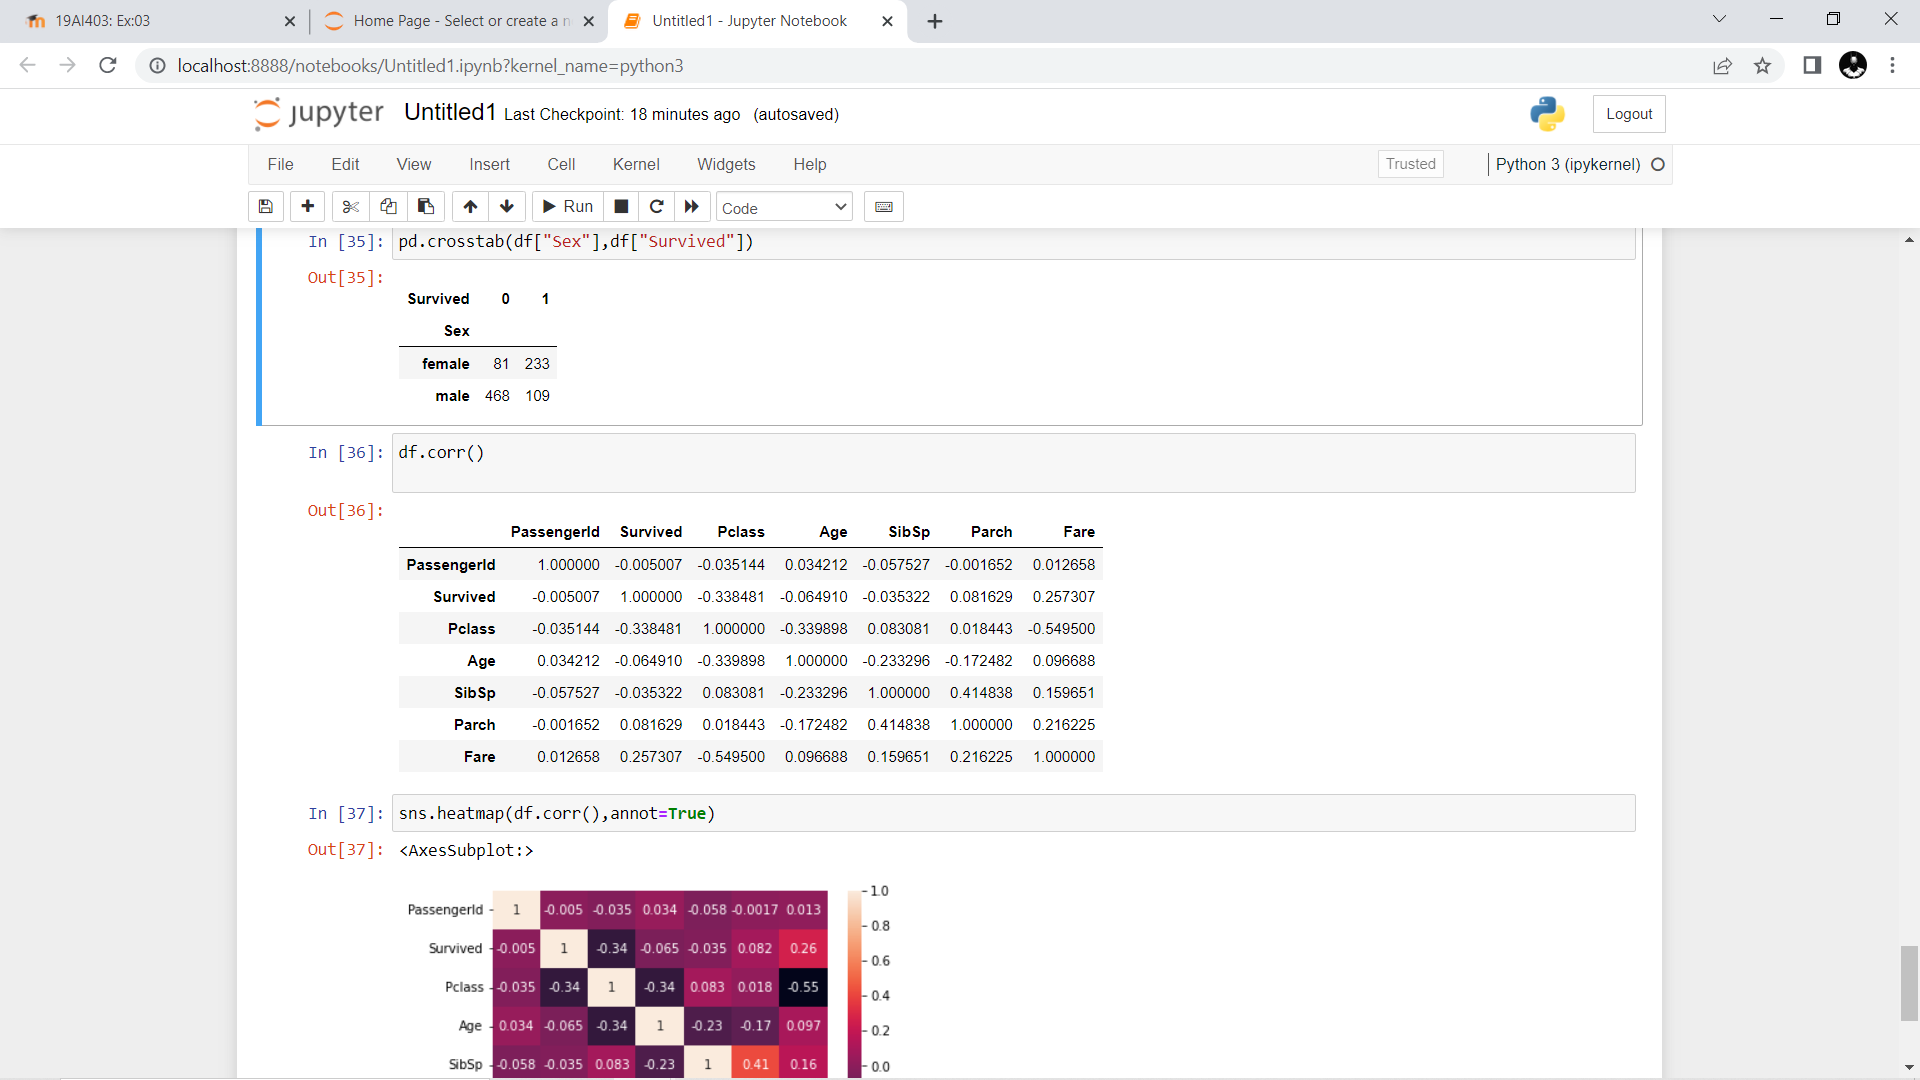 19AI403: Ex:03
Home Page - Select or create a n
Untitled1 - Jupyter Notebook
localhost:8888/notebooks/Untitled1.ipynb?kernel_name=python3
jupyter Untitled1 Last Checkpoint: 18 minutes ago (autosaved)
Logout
File Edit View Insert Cell Kernel Widgets Help
Trusted
Python 3 (ipykernel)
Run
Code
In [35]: pd.crosstab(df["Sex"],df["Survived"])
Out[35]:
Survived 0 1
Sex
female 81 233
male 468 109
In [36]: df.corr()
Out[36]:
PassengerId Survived Pclass Age SibSp Parch Fare
PassengerId 1.000000 -0.005007 -0.035144 0.034212 -0.057527 -0.001652 0.012658
Survived -0.005007 1.000000 -0.338481 -0.064910 -0.035322 0.081629 0.257307
Pclass -0.035144 -0.338481 1.000000 -0.339898 0.083081 0.018443 -0.549500
Age 0.034212 -0.064910 -0.339898 1.000000 -0.233296 -0.172482 0.096688
SibSp -0.057527 -0.035322 0.083081 -0.233296 1.000000 0.414838 0.159651
Parch -0.001652 0.081629 0.018443 -0.172482 0.414838 1.000000 0.216225
Fare 0.012658 0.257307 -0.549500 0.096688 0.159651 0.216225 1.000000
In [37]: sns.heatmap(df.corr(),annot=True)
Out[37]: <AxesSubplot:>
PassengerId 1 -0.005 -0.035 0.034 -0.058 -0.0017 0.013
Survived -0.005 1 -0.34 -0.065 -0.035 0.082 0.26
Pclass -0.035 -0.34 1 -0.34 0.083 0.018 -0.55
Age 0.034 -0.065 -0.34 1 -0.23 -0.17 0.097
SibSp -0.058 -0.035 0.083 -0.23 1 0.41 0.16
1.0
0.8
0.6
0.4
0.2
0.0